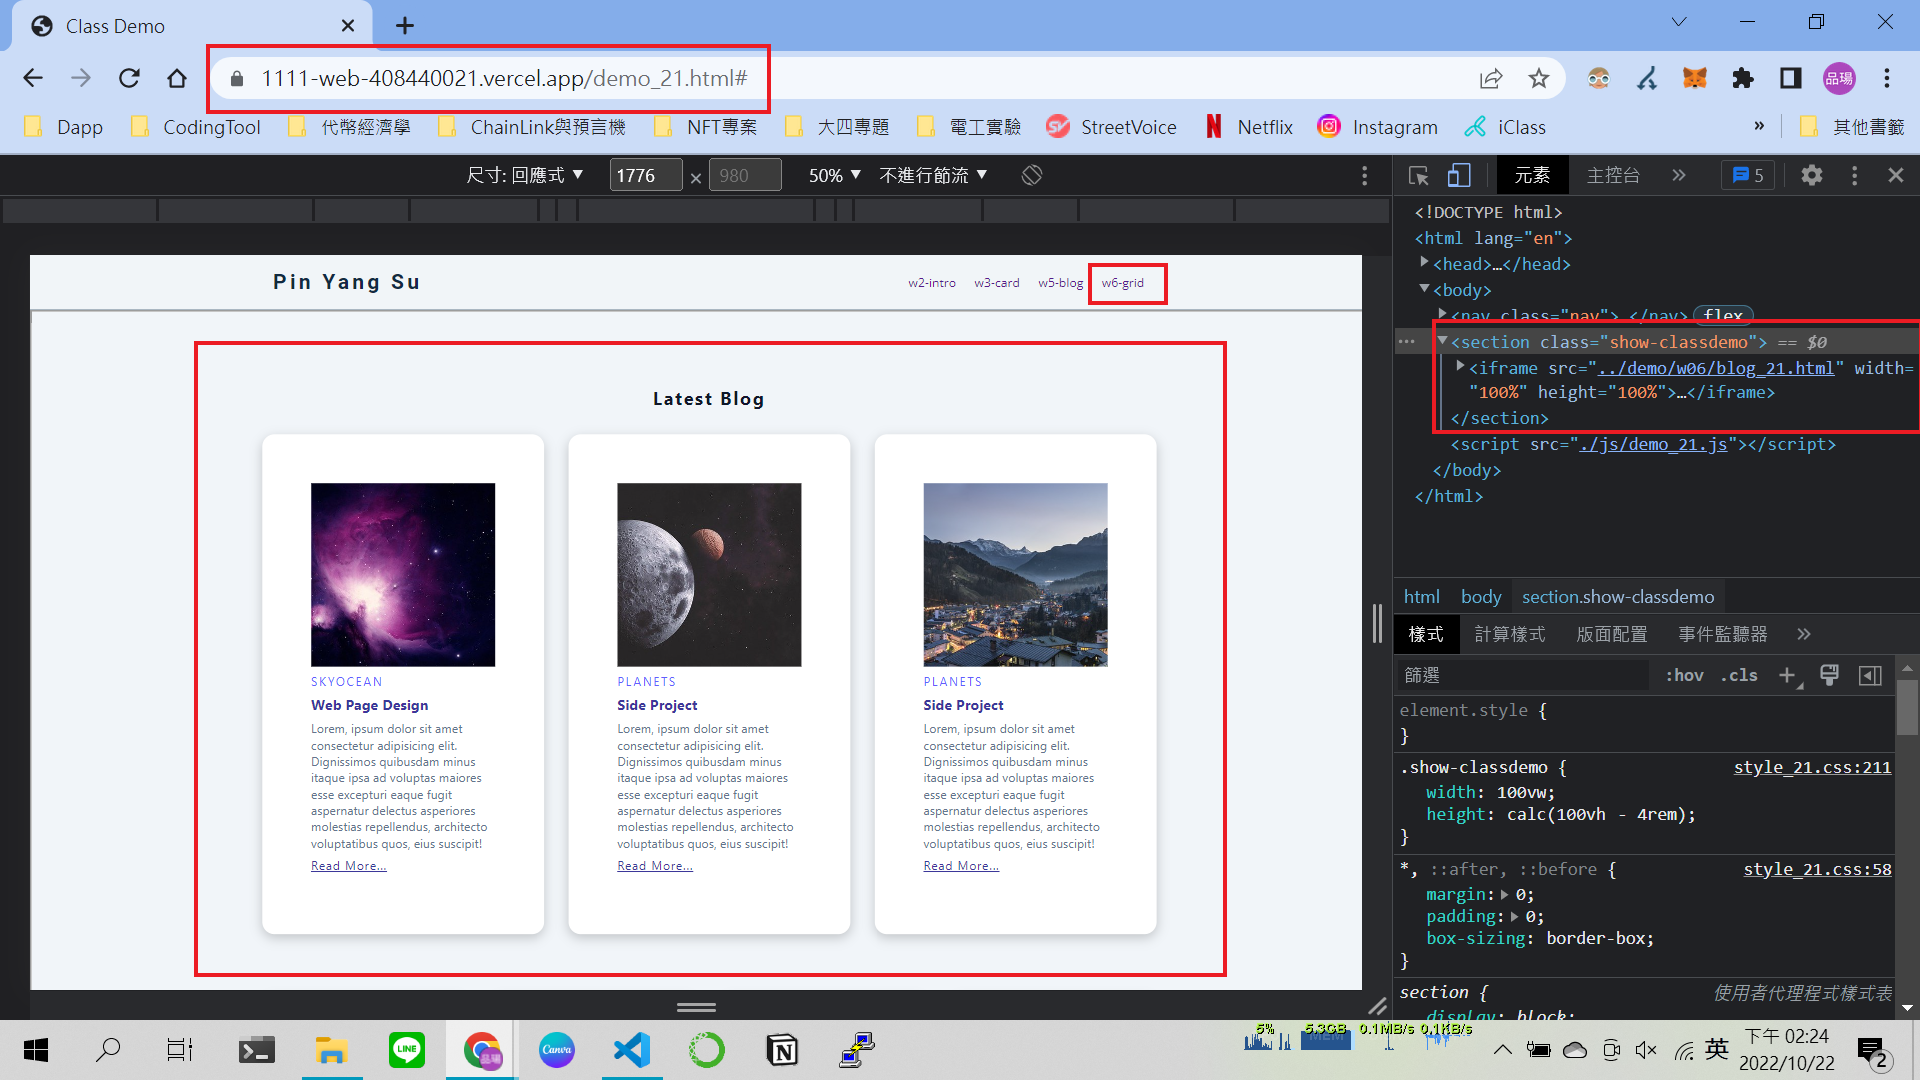 Class Demo
1111-web-408440021.vercel.app/demo_21.html#
品瑒
Dapp
CodingTool
代幣經濟學
ChainLink與預言機
NFT專案
大四專題
電工實驗
StreetVoice
Netflix
Instagram
iClass
»
其他書籤
尺寸: 回應式 ▼
1776 × 980
50% ▼
不進行節流 ▼
元素
主控台
»
5
<!DOCTYPE html>
<html lang="en">
<head>…</head>
<body>
<nav class="nav"> </nav> flex
<section class="show-classdemo"> == $0
<iframe src="../demo/w06/blog_21.html" width=
"100%" height="100%">…</iframe>
</section>
<script src="./js/demo_21.js"></script>
</body>
</html>
html body section.show-classdemo
樣式 計算樣式 版面配置 事件監聽器 »
篩選 :hov .cls
element.style {
}
.show-classdemo { style_21.css:211
width: 100vw;
height: calc(100vh - 4rem);
}
*, ::after, ::before { style_21.css:58
margin: 0;
padding: 0;
box-sizing: border-box;
}
section { 使用者代理程式樣式表
display: block;
Pin Yang Su
w2-intro w3-card w5-blog w6-grid
Latest Blog
SKYOCEAN
Web Page Design
Lorem, ipsum dolor sit amet
consectetur adipisicing elit.
Dignissimos quibusdam minus
itaque ipsa ad voluptas maiores
esse excepturi eaque fugit
aspernatur delectus asperiores
molestias repellendus, architecto
voluptatibus quos, eius suscipit!
Read More...
PLANETS
Side Project
Lorem, ipsum dolor sit amet
consectetur adipisicing elit.
Dignissimos quibusdam minus
itaque ipsa ad voluptas maiores
esse excepturi eaque fugit
aspernatur delectus asperiores
molestias repellendus, architecto
voluptatibus quos, eius suscipit!
Read More...
PLANETS
Side Project
Lorem, ipsum dolor sit amet
consectetur adipisicing elit.
Dignissimos quibusdam minus
itaque ipsa ad voluptas maiores
esse excepturi eaque fugit
aspernatur delectus asperiores
molestias repellendus, architecto
voluptatibus quos, eius suscipit!
Read More...
LINE
Canva
5% 5.3GB 0.1MB/s 0.1KB/s
MEM
英
下午 02:24
2022/10/22
2